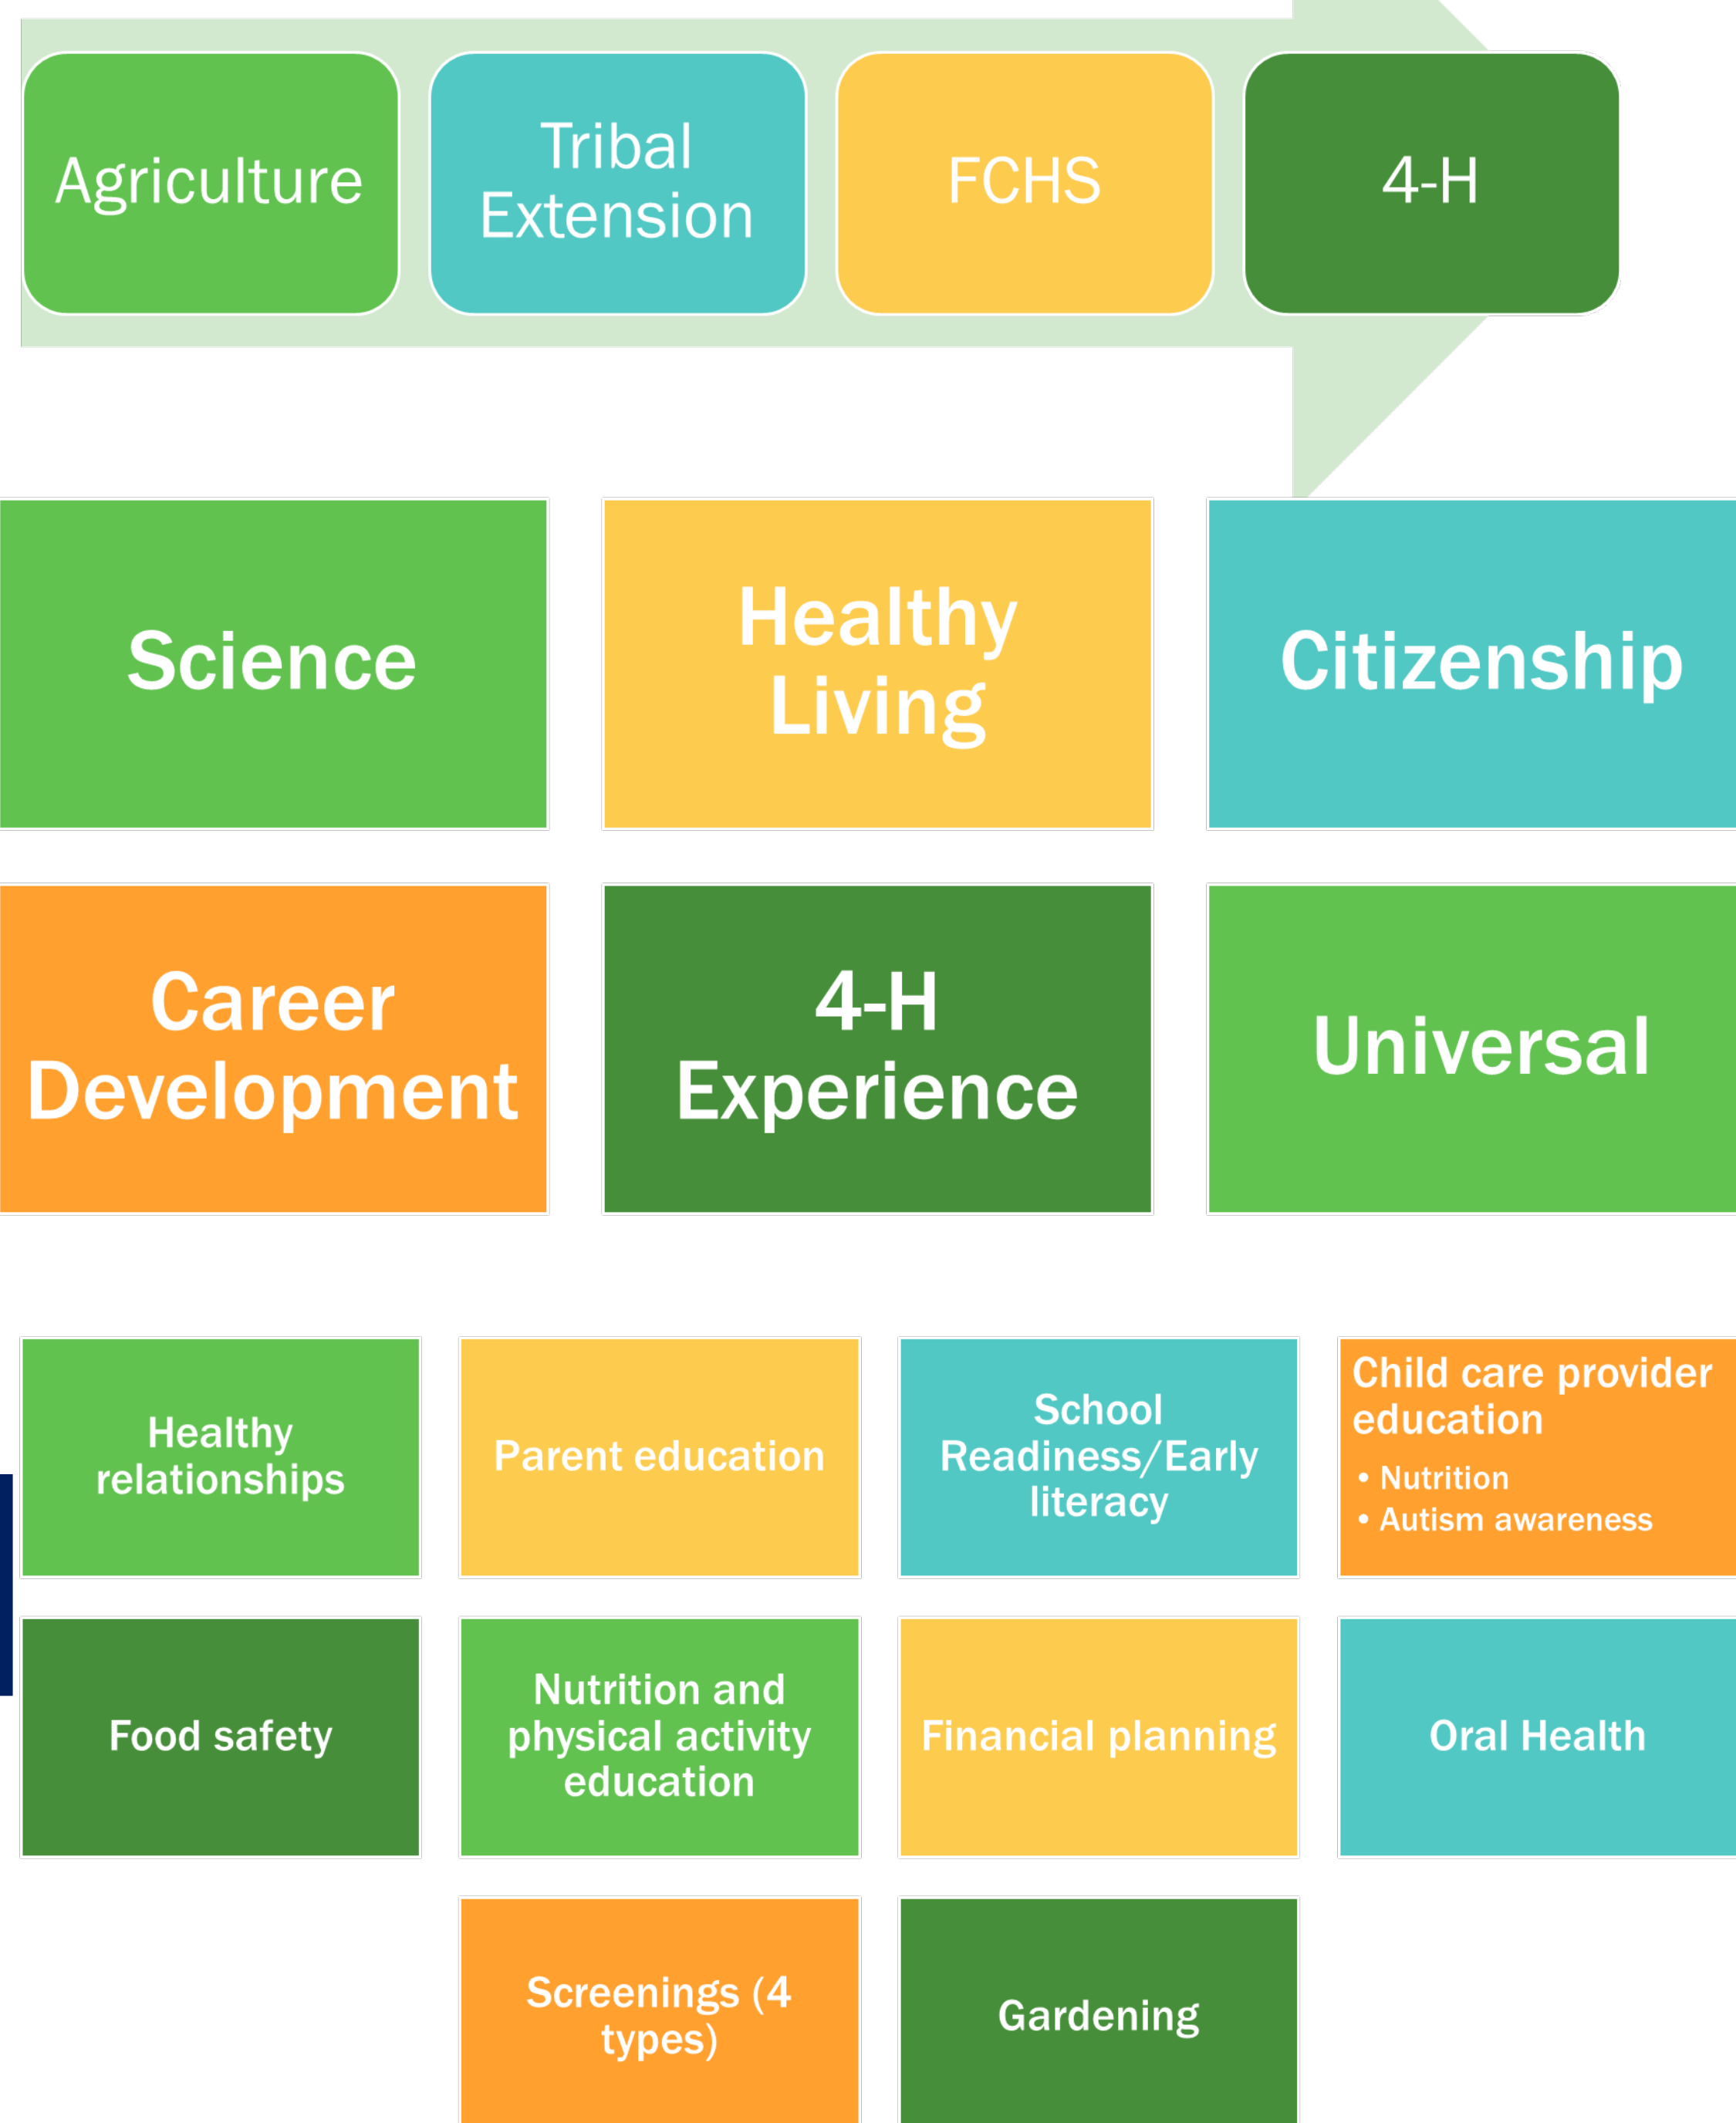 Agriculture
Tribal
Extension
FCHS
4-H
Science
Healthy
Living
Citizenship
Career
Development
4-H
Experience
Universal
Healthy
relationships
Parent education
School
Readiness/Early
literacy
Child care provider
education
• Nutrition
• Autism awareness
Food safety
Nutrition and
physical activity
education
Financial planning
Oral Health
Screenings (4
types)
Gardening